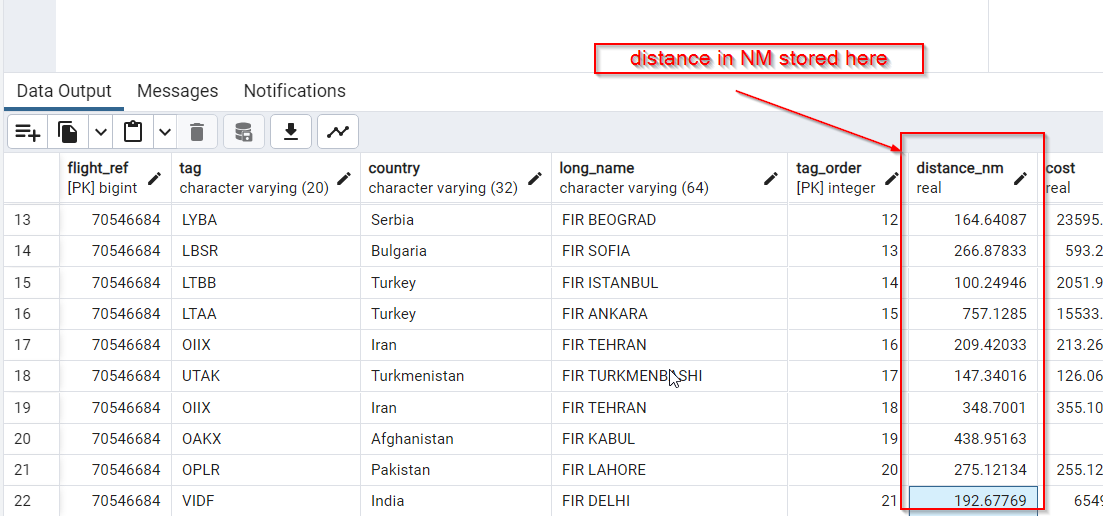 distance in NM stored here
Data Output Messages Notifications
flight_ref tag country long_name tag_order distance_nm cost
[PK] bigint character varying (20) character varying (32) character varying (64) [PK] integer real real
13 70546684 LYBA Serbia FIR BEOGRAD 12 164.64087 23595.
14 70546684 LBSR Bulgaria FIR SOFIA 13 266.87833 593.2
15 70546684 LTBB Turkey FIR ISTANBUL 14 100.24946 2051.9
16 70546684 LTAA Turkey FIR ANKARA 15 757.1285 15533.
17 70546684 OIIX Iran FIR TEHRAN 16 209.42033 213.26
18 70546684 UTAK Turkmenistan FIR TURKMENBASHI 17 147.34016 126.06
19 70546684 OIIX Iran FIR TEHRAN 18 348.7001 355.10
20 70546684 OAKX Afghanistan FIR KABUL 19 438.95163
21 70546684 OPLR Pakistan FIR LAHORE 20 275.12134 255.12
22 70546684 VIDF India FIR DELHI 21 192.67769 6549